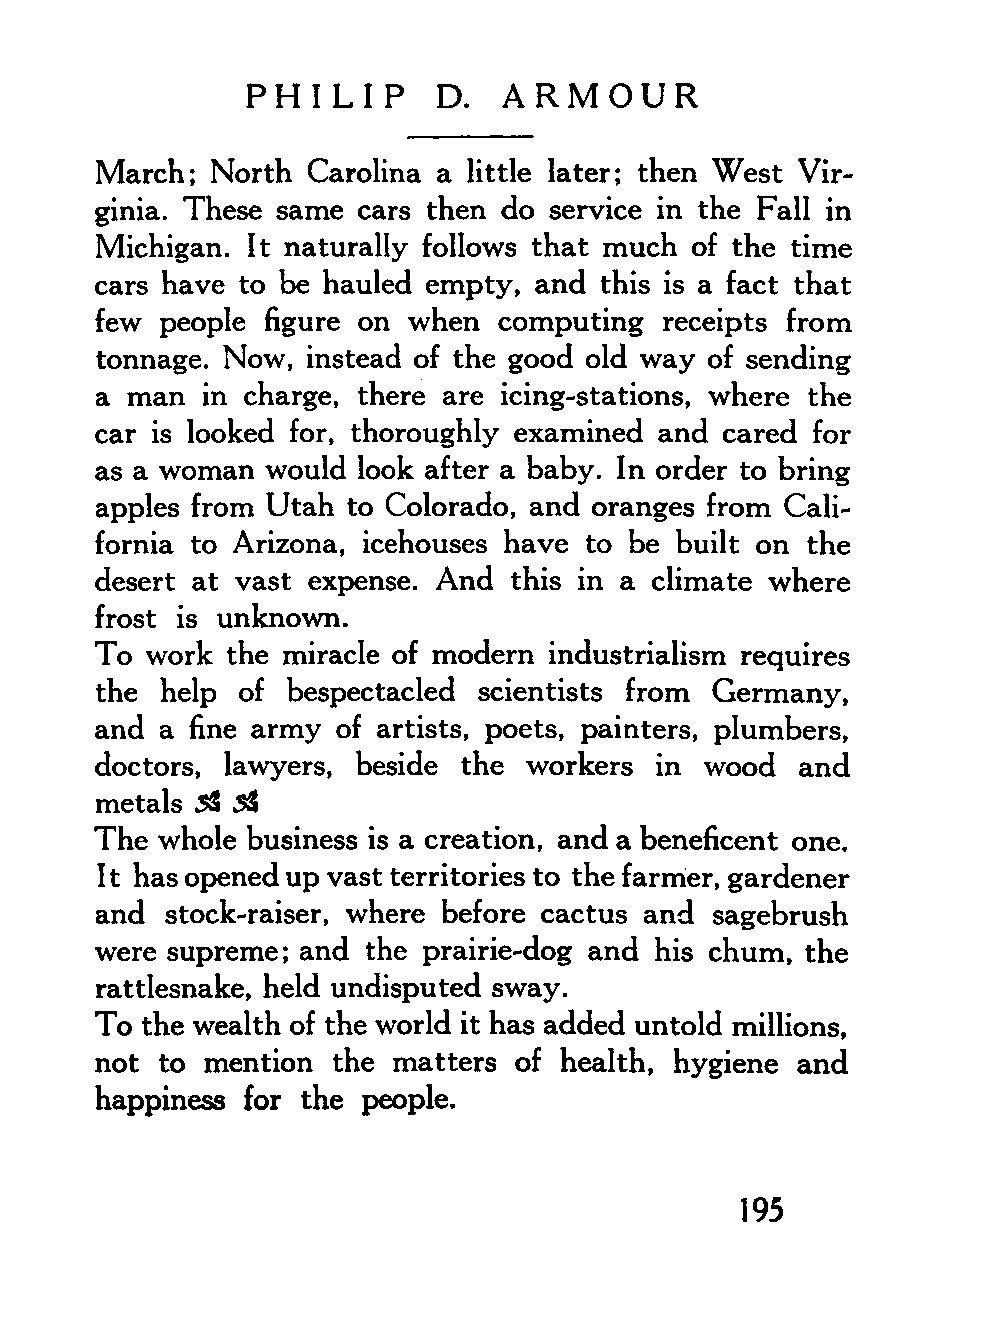 PHILIP D. ARMOUR
March; North Carolina a little later; then West Vir-
ginia. These same cars then do service in the Fall in
Michigan. It naturally follows that much of the time
cars have to be hauled empty, and this is a fact that
few people figure on when computing receipts from
tonnage. Now, instead of the good old way of sending
a man in charge, there are icing-stations, where the
car is looked for, thoroughly examined and cared for
as a woman would look after a baby. In order to bring
apples from Utah to Colorado, and oranges from Cali-
fornia to Arizona, icehouses have to be built on the
desert at vast expense. And this in a climate where
frost is unknown.
To work the miracle of modern industrialism requires
the help of bespectacled scientists from Germany,
and a fine army of artists, poets, painters, plumbers,
doctors, lawyers, beside the workers in wood and
metals
The whole business is a creation, and a beneficent one.
It has opened up vast territories to the farmer, gardener
and stock-raiser, where before cactus and sagebrush
were supreme; and the prairie-dog and his chum, the
rattlesnake, held undisputed sway.
To the wealth of the world it has added untold millions,
not to mention the matters of health, hygiene and
happiness for the people.
195